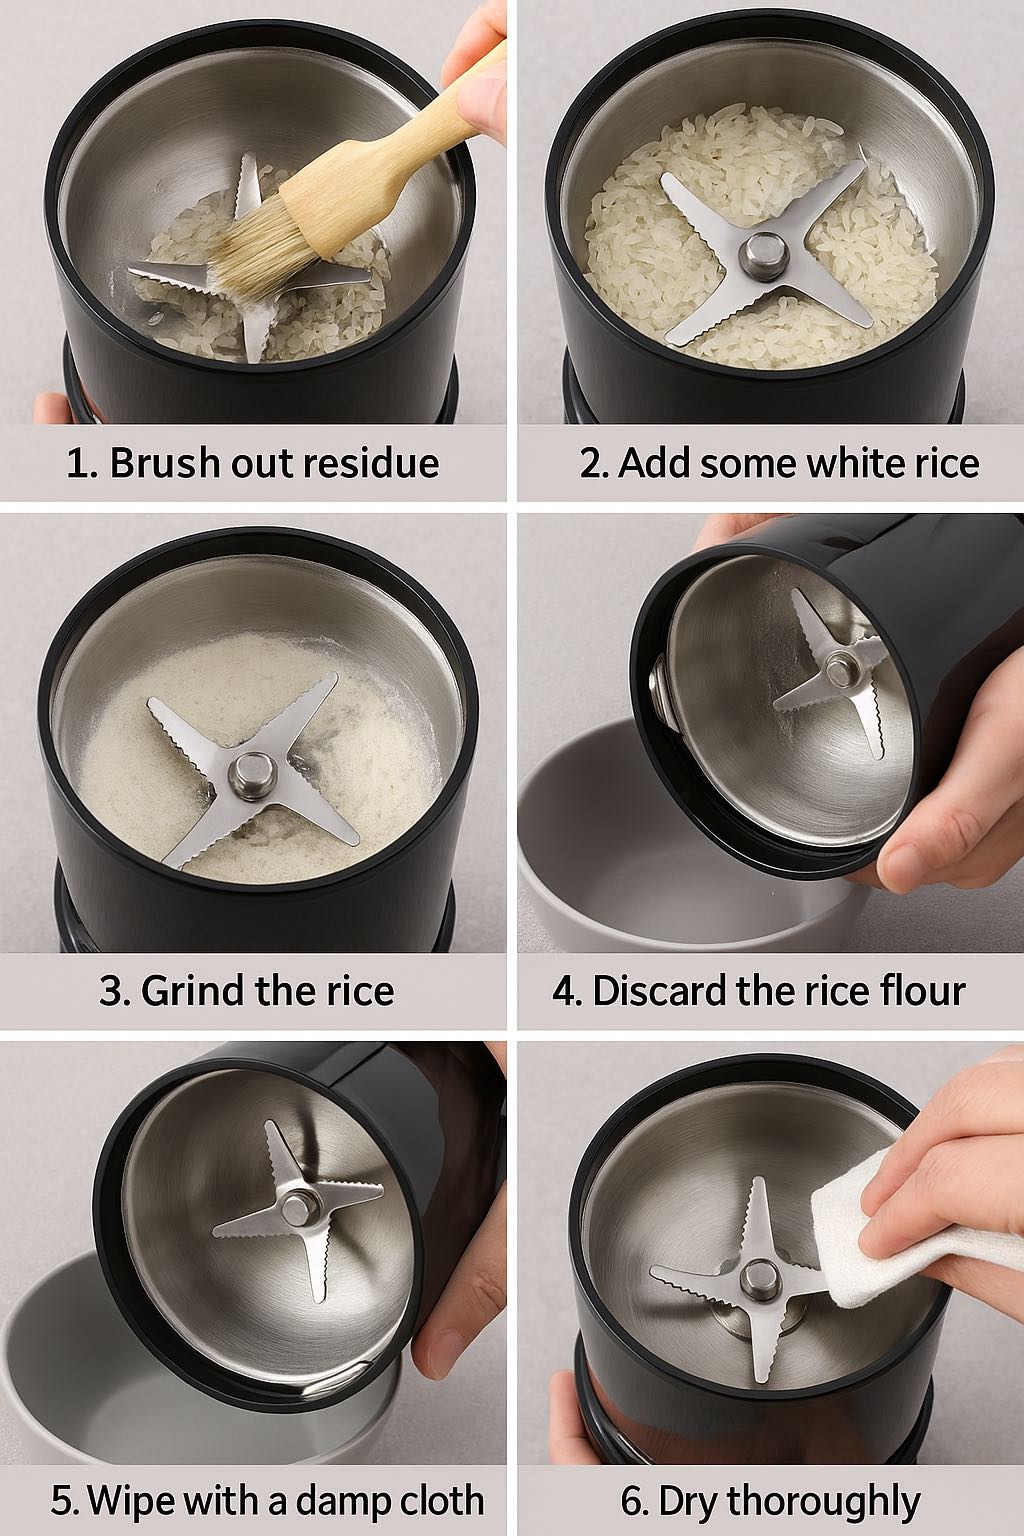 1. Brush out residue
2. Add some white rice
3. Grind the rice
4. Discard the rice flour
5. Wipe with a damp cloth
6. Dry thoroughly